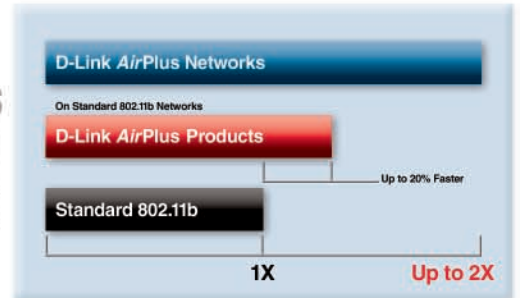 D-Link AirPlus Networks
On Standard 802.11b Networks
D-Link AirPlus Products
Up to 20% Faster
Standard 802.11b
1X
Up to 2X